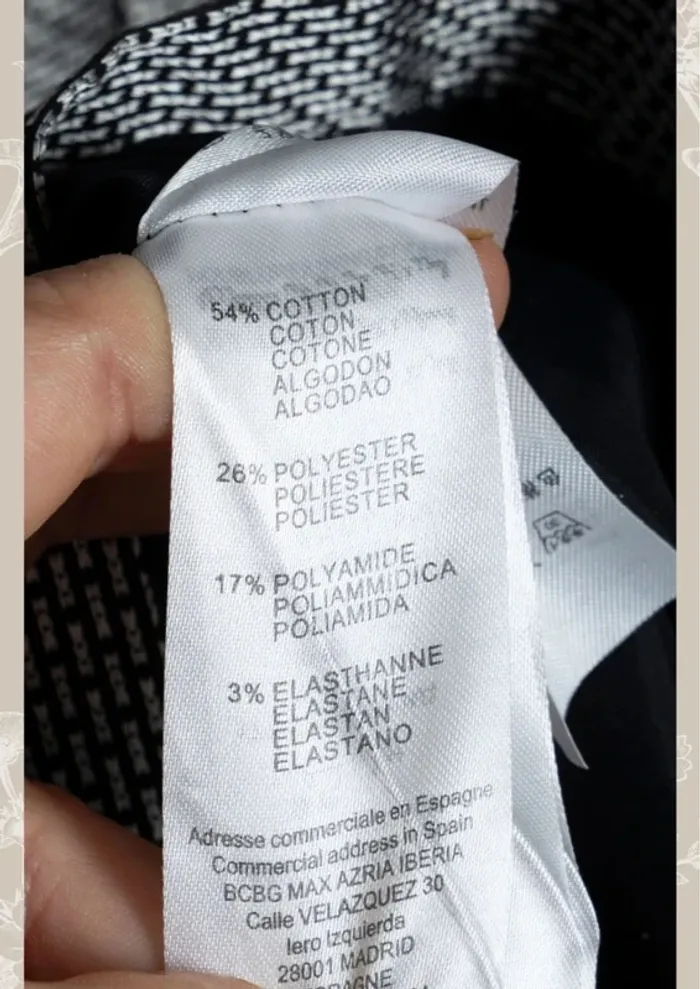 54% COTTON
COTON
COTONE
ALGODON
ALGODAO
26% POLYESTER
POLIESTERE
POLIESTER
17% POLYAMIDE
POLIAMMIDICA
POLIAMIDA
3% ELASTHANNE
ELASTANE
ELASTAN
ELASTANO
Adresse commerciale en Espagne
Commercial address in Spain
BCBG MAX AZRIA IBERIA
Calle VELAZQUEZ 30
Iero Izquierda
28001 MADRID